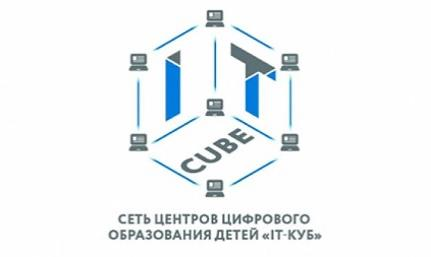 IT
CUBE
СЕТЬ ЦЕНТРОВ ЦИФРОВОГО
ОБРАЗОВАНИЯ ДЕТЕЙ «IT-КУБ»